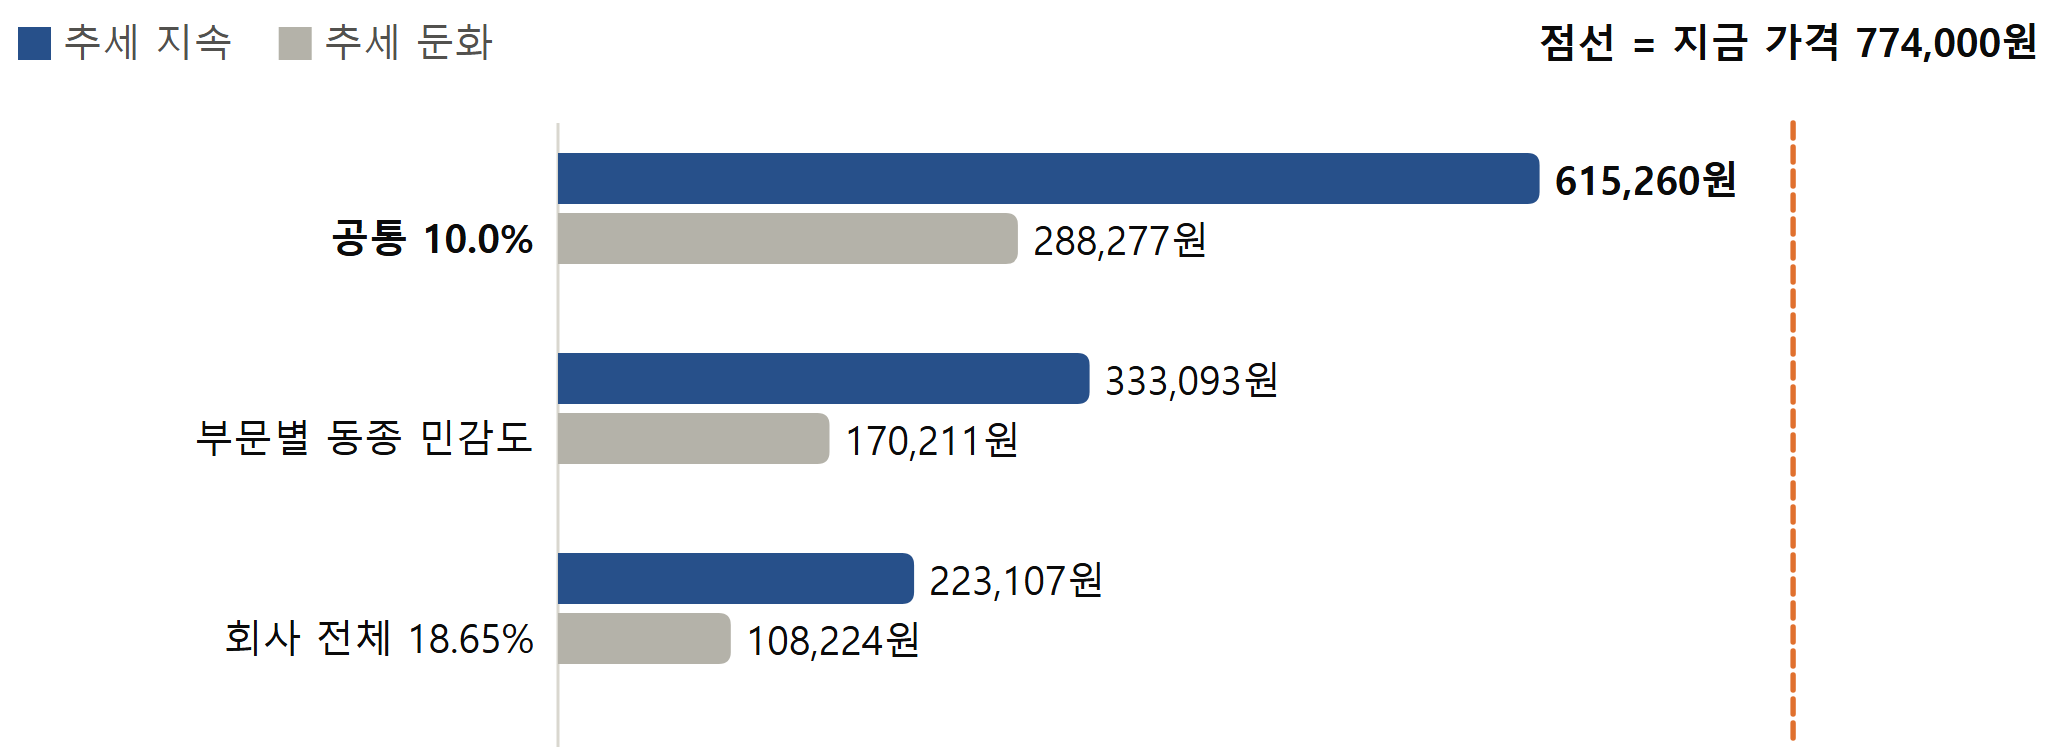 추세 지속
추세 둔화
점선 = 지금 가격 774,000원
공통 10.0%
615,260원
288,277원
부문별 동종 민감도
333,093원
170,211원
회사 전체 18.65%
223,107원
108,224원